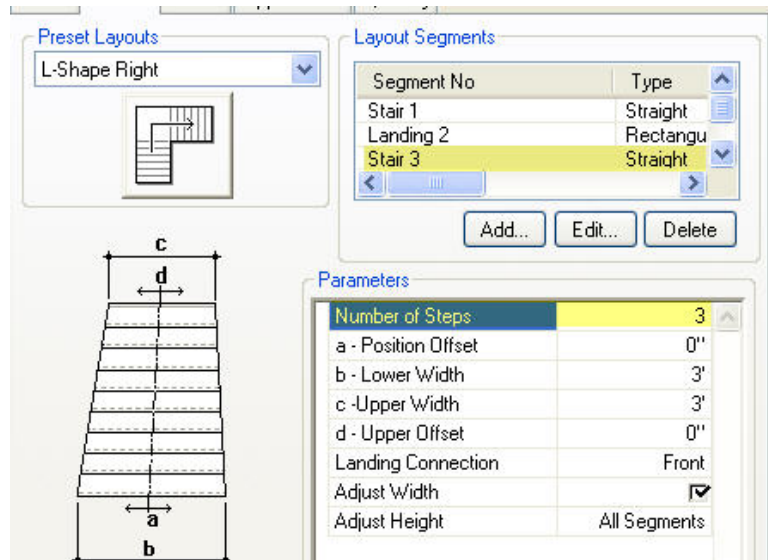 Preset Layouts
L-Shape Right
Layout Segments
Segment No Type
Stair 1 Straight
Landing 2 Rectangu
Stair 3 Straight
Add... Edit... Delete
c
d
a
b
Parameters
Number of Steps 3
a - Position Offset 0"
b - Lower Width 3'
c -Upper Width 3'
d - Upper Offset 0"
Landing Connection Front
Adjust Width
Adjust Height All Segments